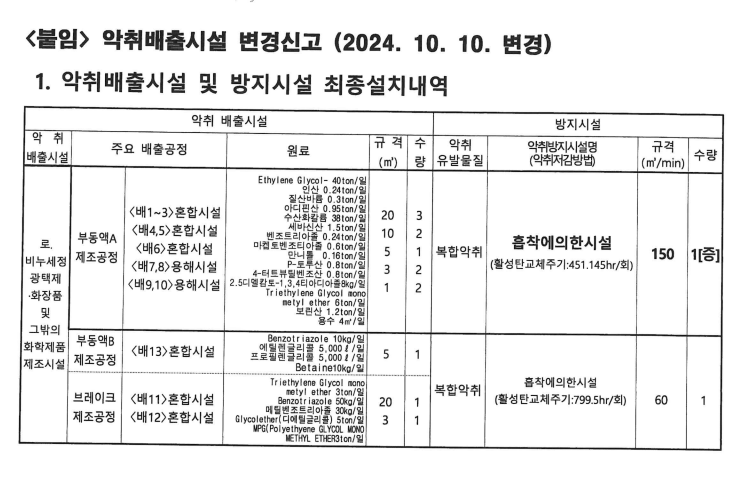 <붙임> 악취배출시설 변경신고 (2024. 10. 10. 변경)
1. 악취배출시설 및 방지시설 최종설치내역
악취 배출시설
방지시설
악 취
배출시설
주요 배출공정
원료
규 격
(㎥)
수
량
악취
유발물질
악취방지시설명
(악취저감방법)
규격
(㎥/min)
수량
로.
비누세정
광택제
·화장품
및
그밖의
화학제품
제조시설
부동액A
제조공정
<배1~3>혼합시설
<배4,5>혼합시설
<배6>혼합시설
<배7,8>용해시설
<배9,10>용해시설
Ethylene Glycol- 40ton/일
인산 0.24ton/일
질산바륨 0.3ton/일
아디핀산 0.95ton/일
수산화칼륨 38ton/일
세바신산 1.5ton/일
벤조트리아졸 0.24ton/일
마켑토벤즈티아졸 0.6ton/일
만니톨 0.16ton/일
P-토루산 0.8ton/일
4-터트뷰틸벤조산 0.8ton/일
2.5디멜캅토-1,3,4티아디아졸8kg/일
Triethylene Glycol mono
metyl ether 6ton/일
보린산 1.2ton/일
용수 4㎥/일
20
10
5
3
1
3
2
1
2
2
복합악취
흡착에의한시설
(활성탄교체주기:451.145hr/회)
150
1[증]
부동액B
제조공정
<배13>혼합시설
Benzotriazole 10kg/일
에틸렌글리콜 5,000ℓ/일
프로필렌글리콜 5,000ℓ/일
Betaine10kg/일
5
1
브레이크
제조공정
<배11>혼합시설
<배12>혼합시설
Triethylene Glycol mono
metyl ether 3ton/일
Benzotriazole 50kg/일
메틸벤조트리아졸 30kg/일
Glycolether(디에틸글리콜) 5ton/일
MPG(Polyethyene GLYCOL MONO
METHYL ETHER3ton/일
20
3
1
1
복합악취
흡착에의한시설
(활성탄교체주기:799.5hr/회)
60
1